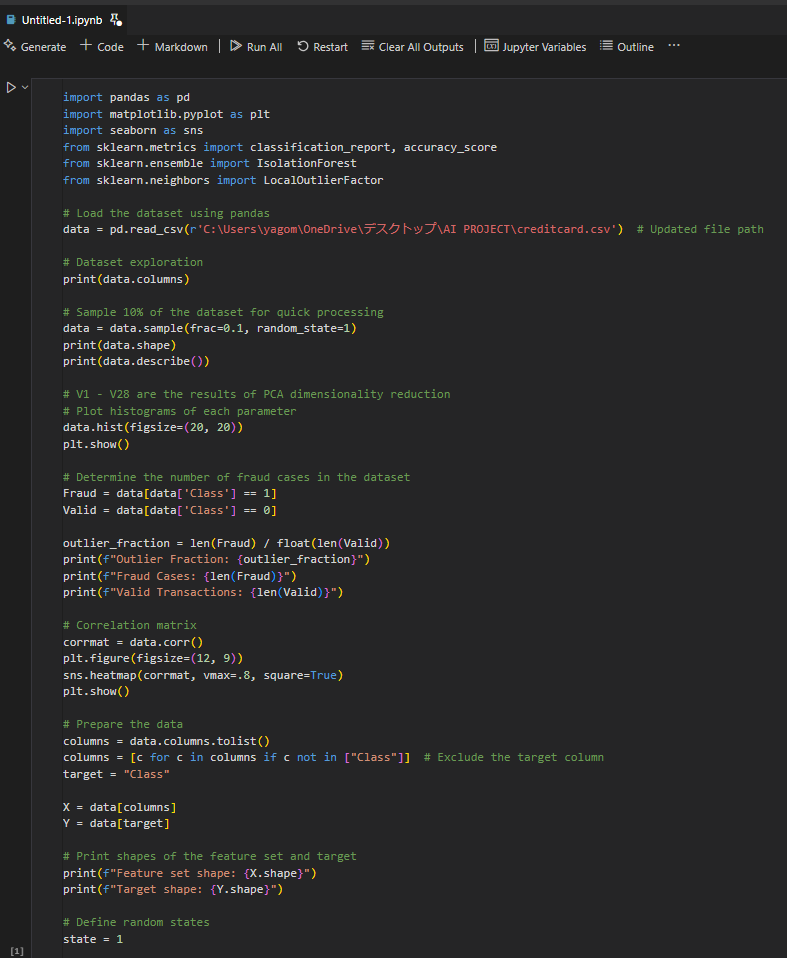 Untitled-1.ipynb
Generate + Code + Markdown | Run All Restart Clear All Outputs | Jupyter Variables Outline ...
import pandas as pd
import matplotlib.pyplot as plt
import seaborn as sns
from sklearn.metrics import classification_report, accuracy_score
from sklearn.ensemble import IsolationForest
from sklearn.neighbors import LocalOutlierFactor

# Load the dataset using pandas
data = pd.read_csv(r'C:\Users\yagom\OneDrive\デスクトップ\AI PROJECT\creditcard.csv')  # Updated file path

# Dataset exploration
print(data.columns)

# Sample 10% of the dataset for quick processing
data = data.sample(frac=0.1, random_state=1)
print(data.shape)
print(data.describe())

# V1 - V28 are the results of PCA dimensionality reduction
# Plot histograms of each parameter
data.hist(figsize=(20, 20))
plt.show()

# Determine the number of fraud cases in the dataset
Fraud = data[data['Class'] == 1]
Valid = data[data['Class'] == 0]

outlier_fraction = len(Fraud) / float(len(Valid))
print(f"Outlier Fraction: {outlier_fraction}")
print(f"Fraud Cases: {len(Fraud)}")
print(f"Valid Transactions: {len(Valid)}")

# Correlation matrix
corrmat = data.corr()
plt.figure(figsize=(12, 9))
sns.heatmap(corrmat, vmax=.8, square=True)
plt.show()

# Prepare the data
columns = data.columns.tolist()
columns = [c for c in columns if c not in ["Class"]]  # Exclude the target column
target = "Class"

X = data[columns]
Y = data[target]

# Print shapes of the feature set and target
print(f"Feature set shape: {X.shape}")
print(f"Target shape: {Y.shape}")

# Define random states
state = 1
[1]